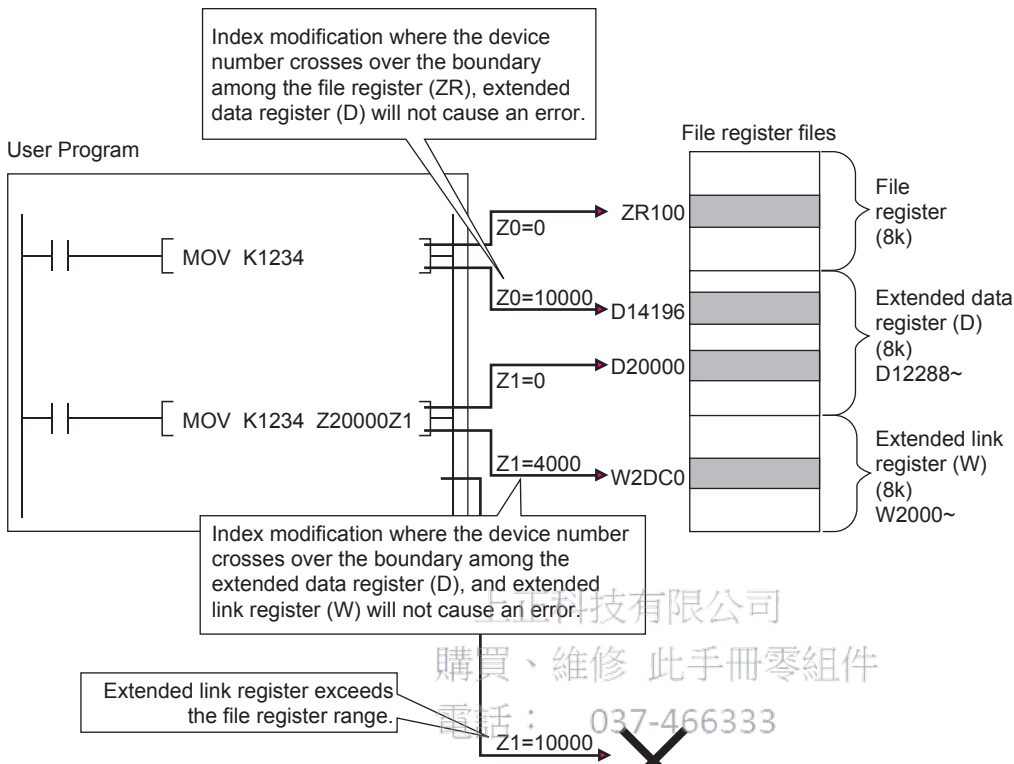 Index modification where the device
number crosses over the boundary
among the file register (ZR), extended
data register (D) will not cause an error.
User Program
File register files
MOV K1234
Z0=0
ZR100
File
register
(8k)
Z0=10000
D14196
Extended data
register (D)
(8k)
D12288~
MOV K1234 Z20000Z1
Z1=0
D20000
Z1=4000
W2DC0
Extended link
register (W)
(8k)
W2000~
Index modification where the device number
crosses over the boundary among the
extended data register (D), and extended
link register (W) will not cause an error.
上正科技有限公司
購買、維修 此手冊零組件
電話: 037-466333
Extended link register exceeds
the file register range.
Z1=10000